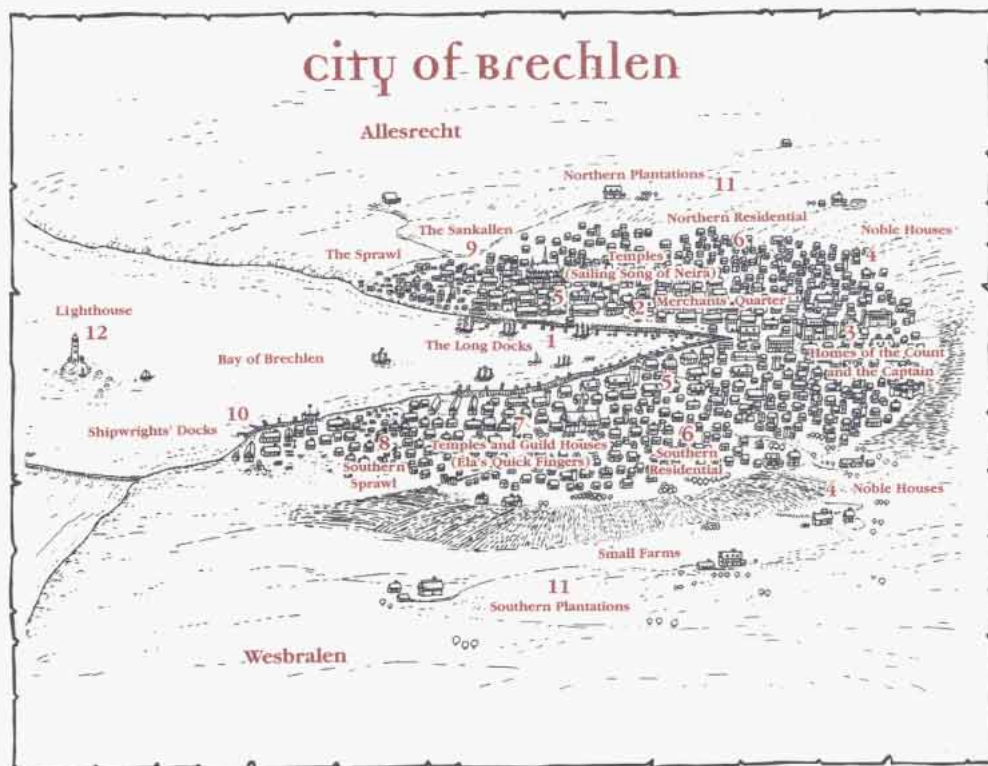 city of Brechlen
Allesrecht
Northern Plantations
11
Northern Residential
6
Noble Houses
4
The Sankallen
9
The Sprawl
Temples
(Sailing Song of Neira)
5
2
Merchants' Quarter
Lighthouse
12
1
The Long Docks
3
Homes of the Count
and the Captain
Bay of Brechlen
5
10
Shipwrights' Docks
7
Temples and Guild Houses
(Ela's Quick Fingers)
8
Southern
Sprawl
6
Southern
Residential
4 Noble Houses
Small Farms
11
Southern Plantations
Wesbralen